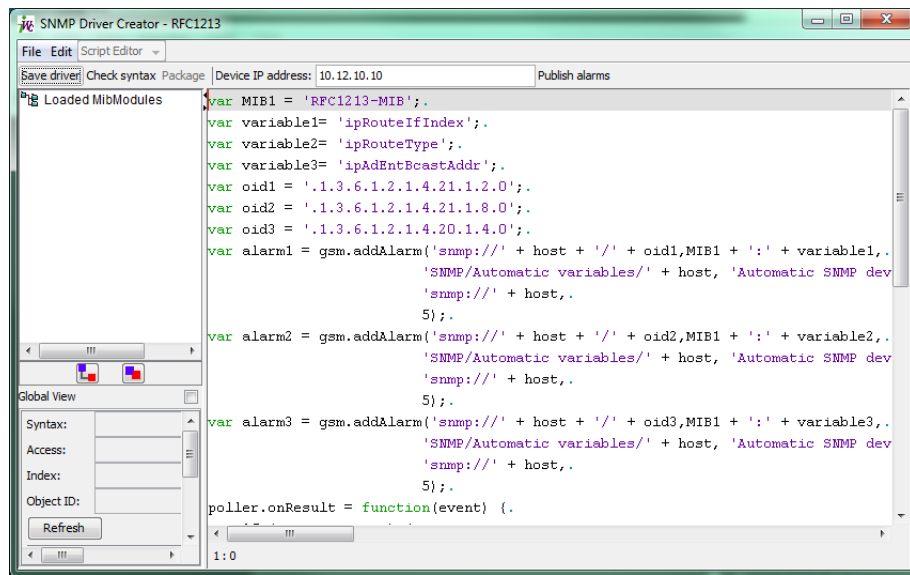 SNMP Driver Creator - RFC1213
File Edit Script Editor
Save driver Check syntax Package Device IP address: 10.12.10.10 Publish alarms
Loaded MibModules
var MIB1 = 'RFC1213-MIB';.
var variable1= 'ipRouteIfIndex';.
var variable2= 'ipRouteType';.
var variable3= 'ipAdEntBcastAddr';.
var oid1 = '.1.3.6.1.2.1.4.21.1.2.0';.
var oid2 = '.1.3.6.1.2.1.4.21.1.8.0';.
var oid3 = '.1.3.6.1.2.1.4.20.1.4.0';.
var alarm1 = gsm.addAlarm('snmp://' + host + '/' + oid1,MIB1 + ':' + variable1,.
'SNMP/Automatic variables/' + host, 'Automatic SNMP dev
'snmp://' + host,.
5);.
var alarm2 = gsm.addAlarm('snmp://' + host + '/' + oid2,MIB1 + ':' + variable2,.
'SNMP/Automatic variables/' + host, 'Automatic SNMP dev
'snmp://' + host,.
5);.
var alarm3 = gsm.addAlarm('snmp://' + host + '/' + oid3,MIB1 + ':' + variable3,.
'SNMP/Automatic variables/' + host, 'Automatic SNMP dev
'snmp://' + host,.
5);.
poller.onResult = function(event) {.
Global View
Syntax:
Access:
Index:
Object ID:
Refresh
1:0